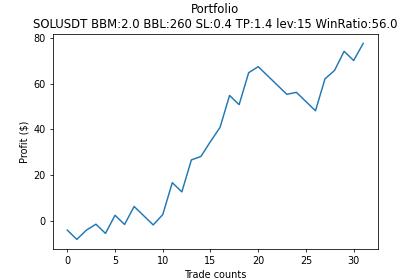 Portfolio
SOLUSDT BBM:2.0 BBL:260 SL:0.4 TP:1.4 lev:15 WinRatio:56.0
80
60
40
20
0
Profit ($)
0 5 10 15 20 25 30
Trade counts